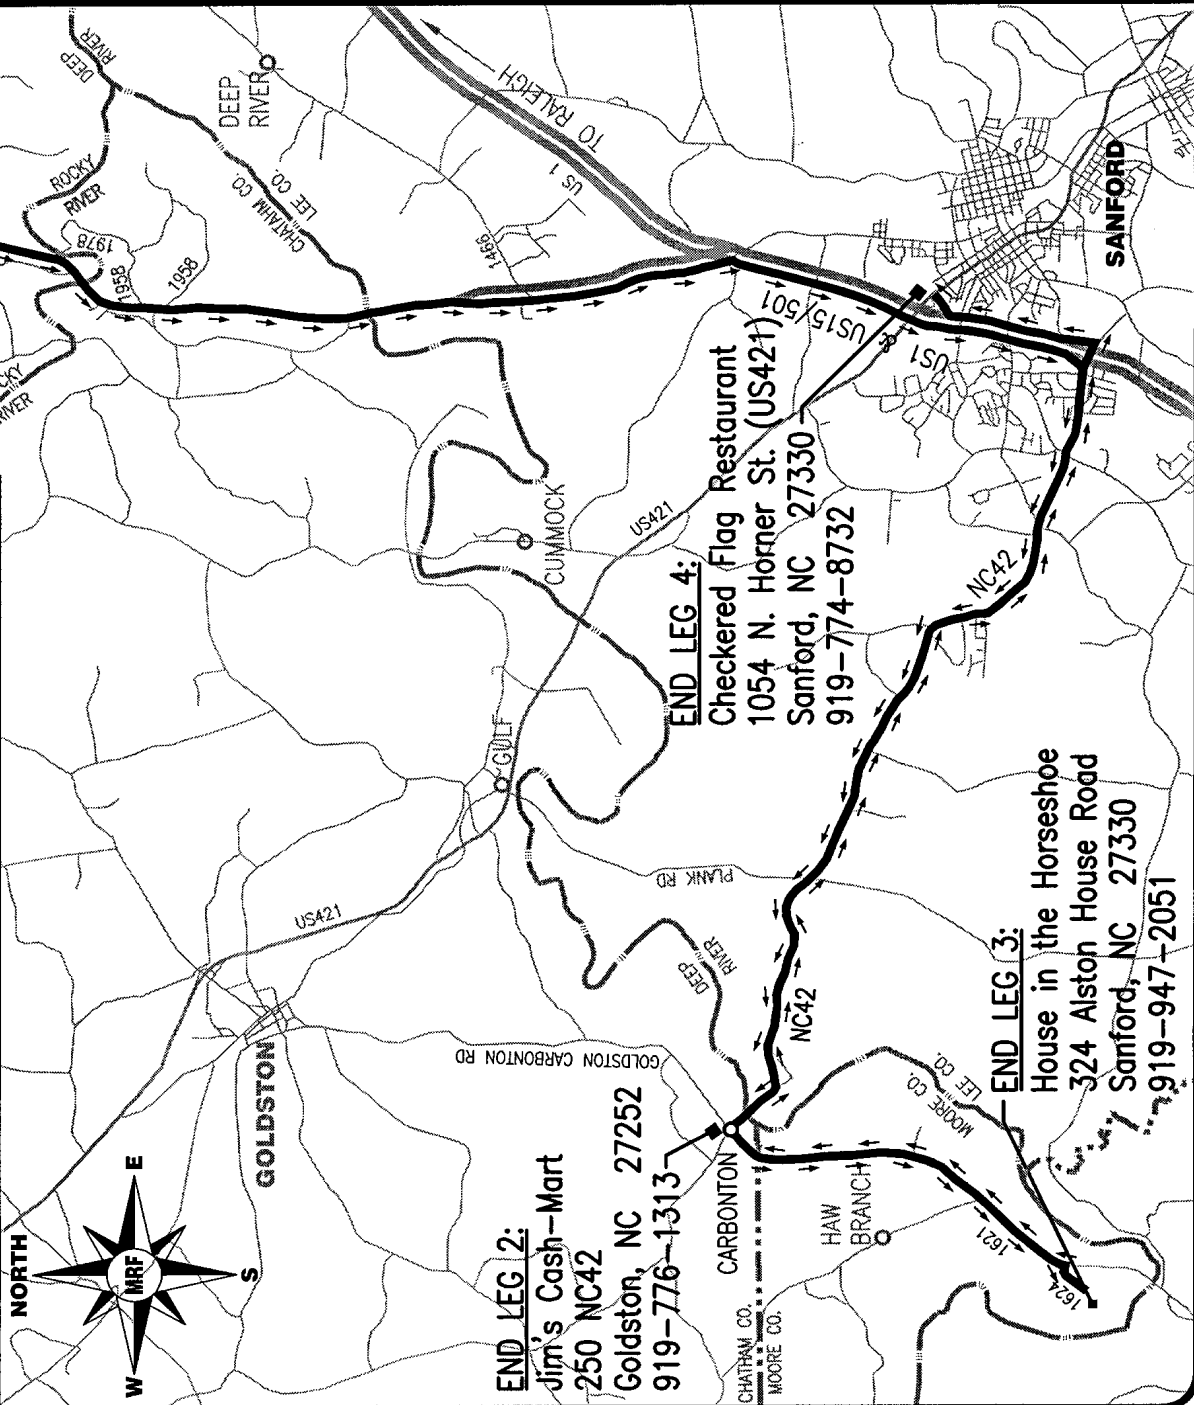 NORTH
W
E
S
MRF
DEEP
RIVER
DEEP
RIVER
ROCKY
RIVER
RIVER
CHATAHM CO.
LEE CO.
TO RALEIGH
US 1
1978
1958
1958
1466
US15/501
&
US1
SANFORD
CUMMOCK
US421
GULF
US421
GOLDSTON
PLANK RD
DEEP
RIVER
NC42
NC42
GOLDSTON CARBONTON RD
END LEG 4:
Checkered Flag Restaurant
1054 N. Horner St. (US421)
Sanford, NC 27330
919-774-8732
END LEG 2:
Jim's Cash-Mart
250 NC42
Goldston, NC 27252
919-776-1313
CARBONTON
CHATHAM CO.
MOORE CO.
HAW
BRANCH
MOORE CO.
LEE CO.
1621
1624
END LEG 3:
House in the Horseshoe
324 Alston House Road
Sanford, NC 27330
919-947-2051